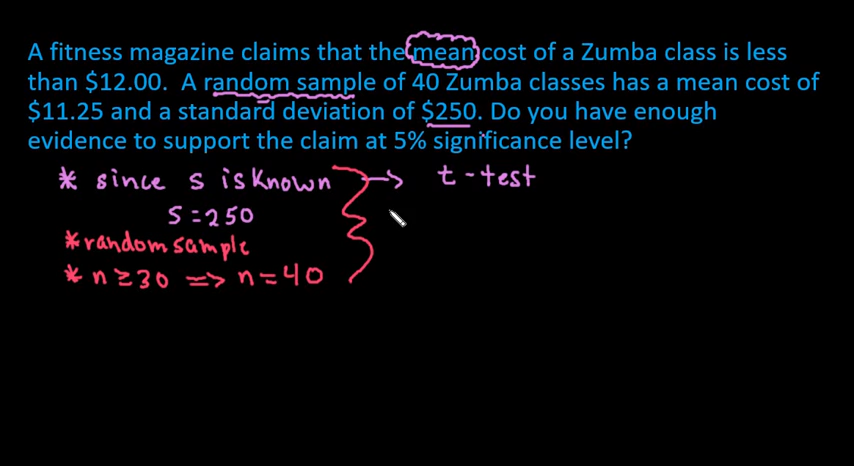 A fitness magazine claims that the mean cost of a Zumba class is less
than $12.00. A random sample of 40 Zumba classes has a mean cost of
$11.25 and a standard deviation of $250. Do you have enough
evidence to support the claim at 5% significance level?
* since s is known → t-test
s = 250
* random sample
* n ≥ 30 => n = 40